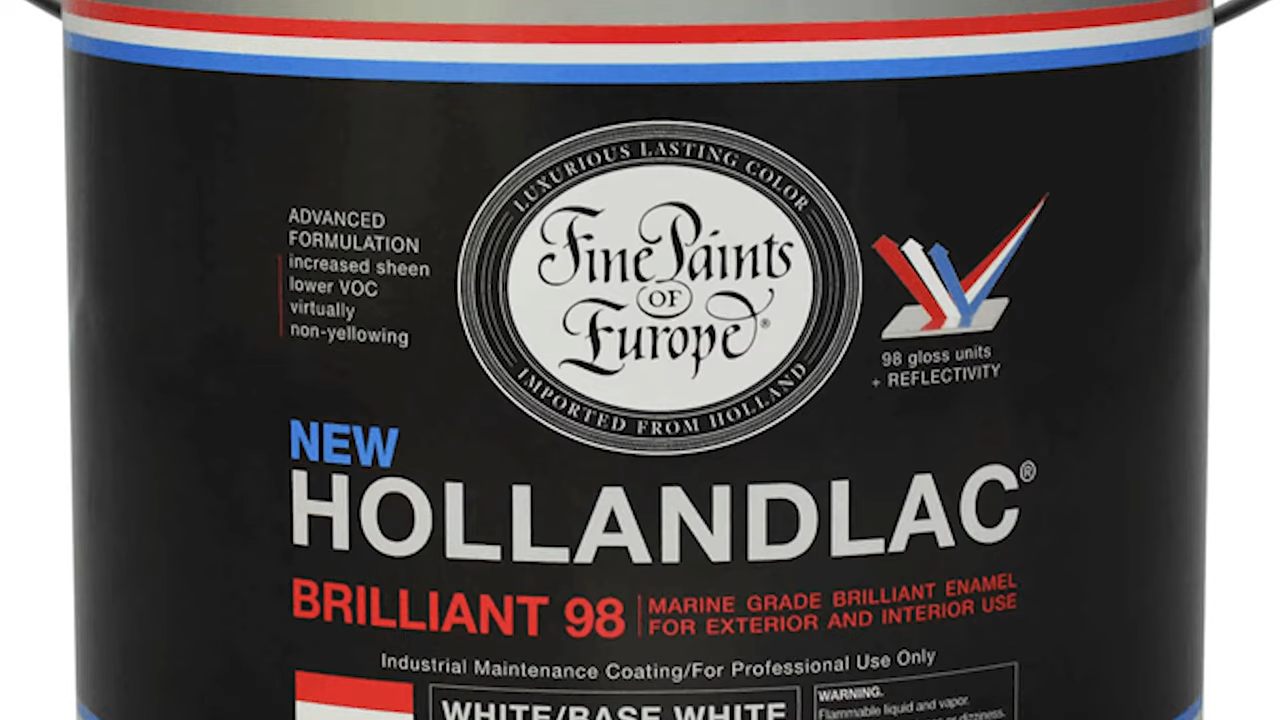 LUXURIOUS LASTING COLOR
Fine Paints
OF
Europe®
IMPORTED FROM HOLLAND
ADVANCED
FORMULATION
increased sheen
lower VOC
virtually
non-yellowing
98 gloss units
+ REFLECTIVITY
NEW
HOLLANDLAC®
BRILLIANT 98
MARINE GRADE BRILLIANT ENAMEL
FOR EXTERIOR AND INTERIOR USE
Industrial Maintenance Coating/For Professional Use Only
WHITE/BASE WHITE
WARNING.
Flammable liquid and vapor.
or dizziness.